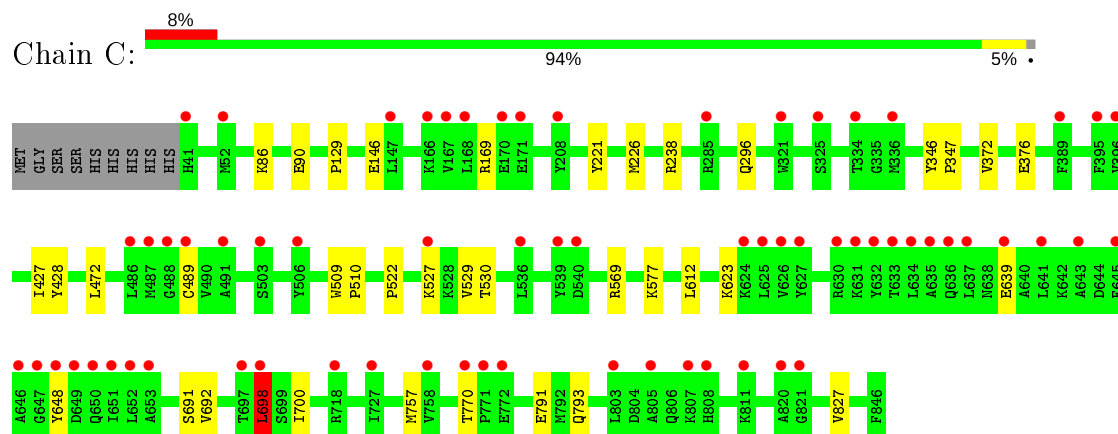 8%
Chain C:
94%
5%
•
MET GLY SER SER HIS HIS HIS HIS HIS HIS H41 M52 K86 E90 P129 E146 L147 K166 V167 L168 R169 E170 E171 Y208 Y221 M226 R238 R285 Q296 W321 S325 T334 G335 M336 Y346 P347 V372 E376 F389 F395 V396
I427 Y428 L472 L486 M487 G488 C489 V490 A491 S503 Y506 W509 P510 P522 K527 K528 V529 T530 L536 Y539 D540 R569 K577 L612 K623 K624 L625 V626 Y627 R630 K631 Y632 T633 L634 A635 Q636 L637 N638 E639 A640 L641 K642 A643 D644 E645
A646 G647 Y648 D649 Q650 I651 L652 A653 S691 V692 T697 L698 S699 I700 R718 I727 M757 V758 T770 P771 E772 E791 M792 Q793 L803 D804 A805 Q806 K807 H808 K811 A820 G821 V827 F846